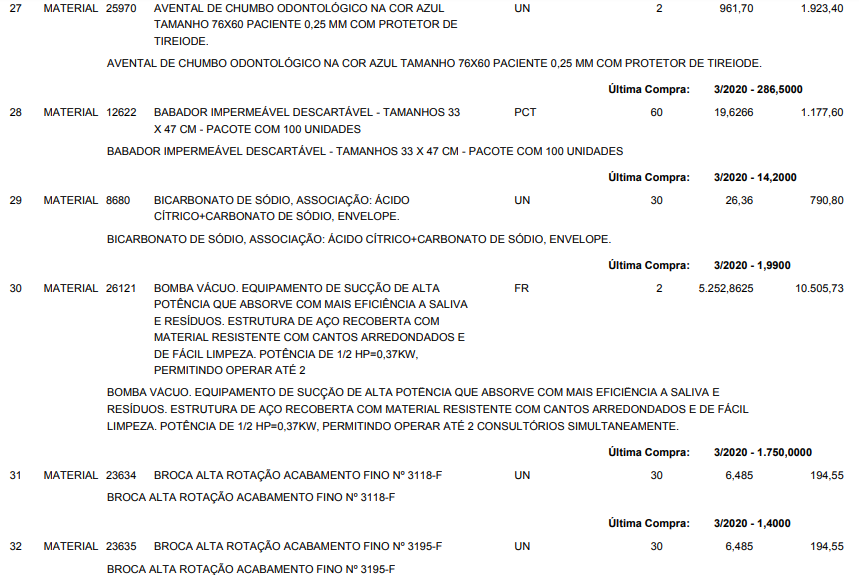 27 MATERIAL 25970 AVENTAL DE CHUMBO ODONTOLÓGICO NA COR AZUL UN 2 961,70 1.923,40
TAMANHO 76X60 PACIENTE 0,25 MM COM PROTETOR DE
TIREIODE.
AVENTAL DE CHUMBO ODONTOLÓGICO NA COR AZUL TAMANHO 76X60 PACIENTE 0,25 MM COM PROTETOR DE TIREIODE.
Última Compra: 3/2020 - 286,5000
28 MATERIAL 12622 BABADOR IMPERMEÁVEL DESCARTÁVEL - TAMANHOS 33 PCT 60 19,6266 1.177,60
X 47 CM - PACOTE COM 100 UNIDADES
BABADOR IMPERMEÁVEL DESCARTÁVEL - TAMANHOS 33 X 47 CM - PACOTE COM 100 UNIDADES
Última Compra: 3/2020 - 14,2000
29 MATERIAL 8680 BICARBONATO DE SÓDIO, ASSOCIAÇÃO: ÁCIDO UN 30 26,36 790,80
CÍTRICO+CARBONATO DE SÓDIO, ENVELOPE.
BICARBONATO DE SÓDIO, ASSOCIAÇÃO: ÁCIDO CÍTRICO+CARBONATO DE SÓDIO, ENVELOPE.
Última Compra: 3/2020 - 1,9900
30 MATERIAL 26121 BOMBA VÁCUO. EQUIPAMENTO DE SUCÇÃO DE ALTA FR 2 5.252,8625 10.505,73
POTÊNCIA QUE ABSORVE COM MAIS EFICIÊNCIA A SALIVA
E RESÍDUOS. ESTRUTURA DE AÇO RECOBERTA COM
MATERIAL RESISTENTE COM CANTOS ARREDONDADOS E
DE FÁCIL LIMPEZA. POTÊNCIA DE 1/2 HP=0,37KW,
PERMITINDO OPERAR ATÉ 2
BOMBA VÁCUO. EQUIPAMENTO DE SUCÇÃO DE ALTA POTÊNCIA QUE ABSORVE COM MAIS EFICIÊNCIA A SALIVA E
RESÍDUOS. ESTRUTURA DE AÇO RECOBERTA COM MATERIAL RESISTENTE COM CANTOS ARREDONDADOS E DE FÁCIL
LIMPEZA. POTÊNCIA DE 1/2 HP=0,37KW, PERMITINDO OPERAR ATÉ 2 CONSULTÓRIOS SIMULTANEAMENTE.
Última Compra: 3/2020 - 1.750,0000
31 MATERIAL 23634 BROCA ALTA ROTAÇÃO ACABAMENTO FINO Nº 3118-F UN 30 6,485 194,55
BROCA ALTA ROTAÇÃO ACABAMENTO FINO Nº 3118-F
Última Compra: 3/2020 - 1,4000
32 MATERIAL 23635 BROCA ALTA ROTAÇÃO ACABAMENTO FINO Nº 3195-F UN 30 6,485 194,55
BROCA ALTA ROTAÇÃO ACABAMENTO FINO Nº 3195-F